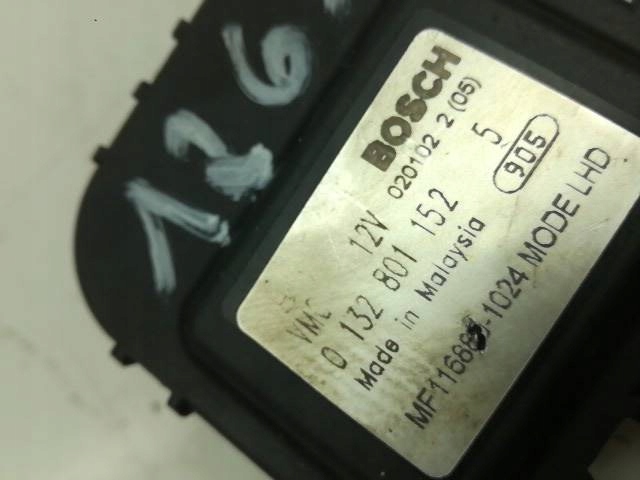 126
BOSCH
020102 2 (05)
12V 5
905
VMC
0 132 801 152
Made in Malaysia
MODE LHD